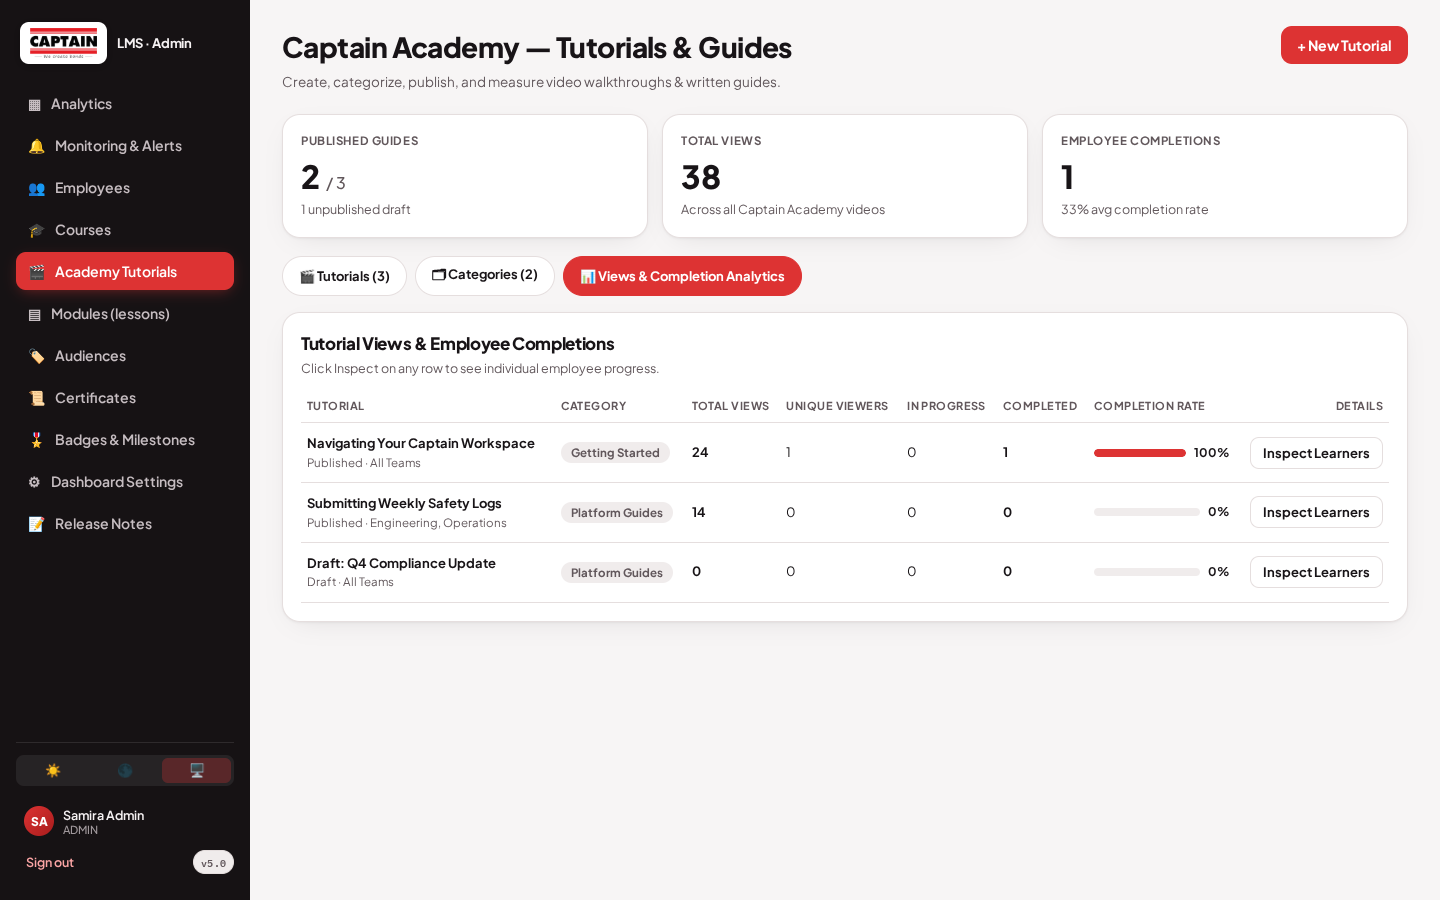 CAPTAIN
LMS · Admin
Analytics
Monitoring & Alerts
Employees
Courses
Academy Tutorials
Modules (lessons)
Audiences
Certificates
Badges & Milestones
Dashboard Settings
Release Notes
SA
Samira Admin
ADMIN
Sign out
v5.0
Captain Academy — Tutorials & Guides
+ New Tutorial
Create, categorize, publish, and measure video walkthroughs & written guides.
PUBLISHED GUIDES
2 / 3
1 unpublished draft
TOTAL VIEWS
38
Across all Captain Academy videos
EMPLOYEE COMPLETIONS
1
33% avg completion rate
Tutorials (3)
Categories (2)
Views & Completion Analytics
Tutorial Views & Employee Completions
Click Inspect on any row to see individual employee progress.
TUTORIAL CATEGORY TOTAL VIEWS UNIQUE VIEWERS IN PROGRESS COMPLETED COMPLETION RATE DETAILS
Navigating Your Captain Workspace
Published · All Teams
Getting Started 24 1 0 1 100% Inspect Learners
Submitting Weekly Safety Logs
Published · Engineering, Operations
Platform Guides 14 0 0 0 0% Inspect Learners
Draft: Q4 Compliance Update
Draft · All Teams
Platform Guides 0 0 0 0 0% Inspect Learners